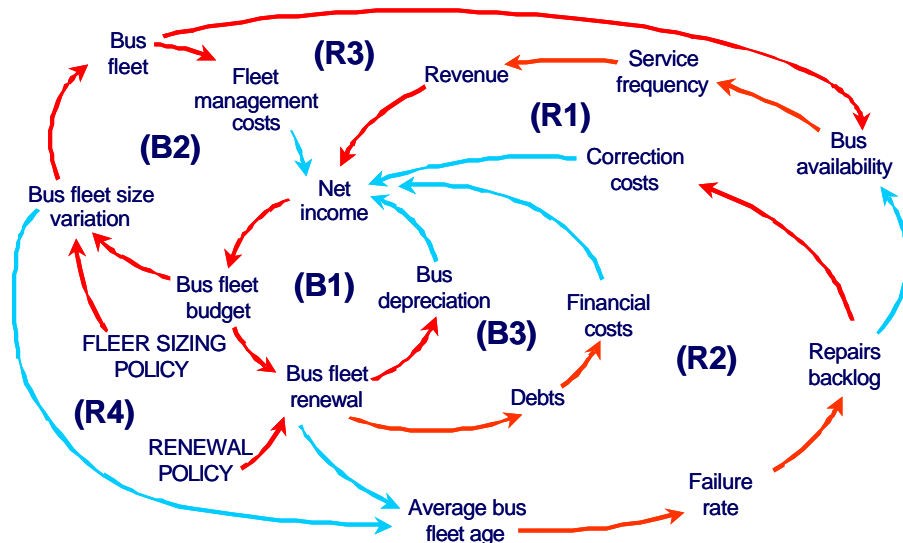 Bus
fleet
(R3)
Fleet
management
costs
Revenue
Service
frequency
(R1)
(B2)
Correction
costs
Bus
availability
Bus fleet size
variation
Net
income
Bus fleet
budget
(B1)
Bus
depreciation
Financial
costs
(B3)
FLEER SIZING
POLICY
Bus fleet
renewal
Debts
(R2)
Repairs
backlog
(R4)
RENEWAL
POLICY
Average bus
fleet age
Failure
rate